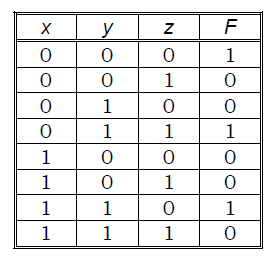 x y z F
0 0 0 1
0 0 1 0
0 1 0 0
0 1 1 1
1 0 0 0
1 0 1 0
1 1 0 1
1 1 1 0